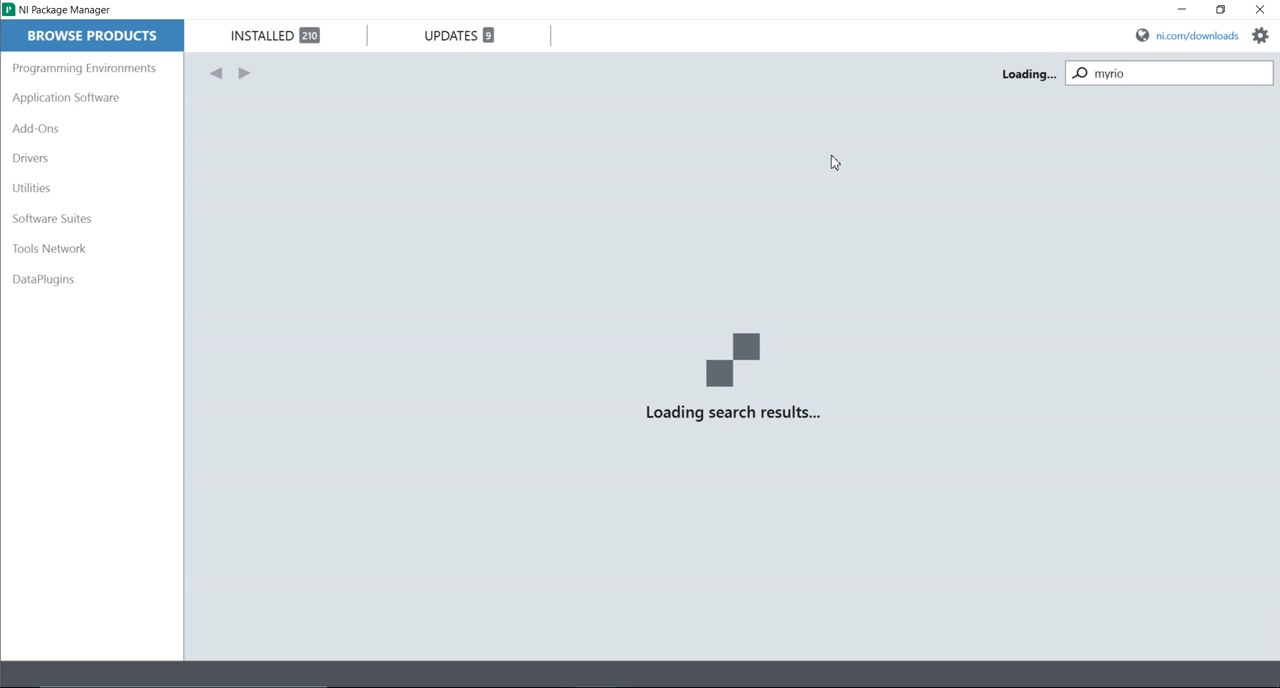 NI Package Manager
BROWSE PRODUCTS
INSTALLED 210
UPDATES 9
ni.com/downloads
Programming Environments
Application Software
Add-Ons
Drivers
Utilities
Software Suites
Tools Network
DataPlugins
Loading...
myrio
Loading search results...